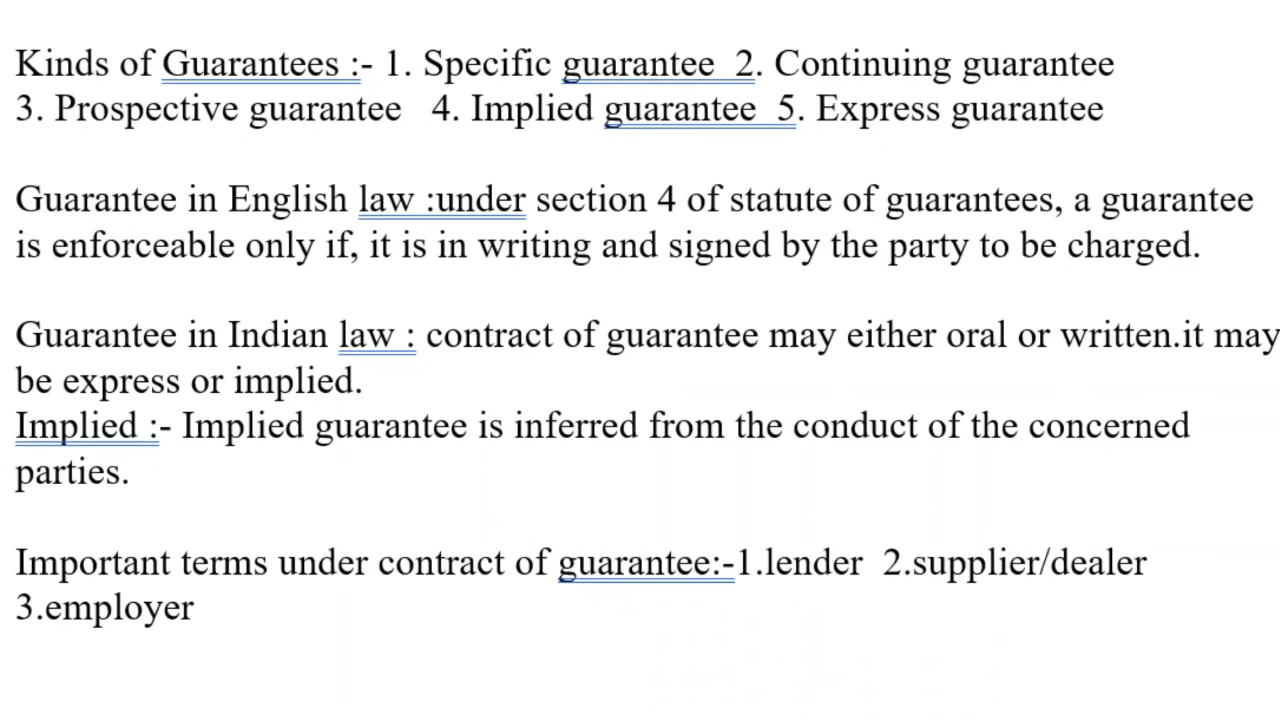 Kinds of Guarantees :- 1. Specific guarantee  2. Continuing guarantee
3. Prospective guarantee   4. Implied guarantee  5. Express guarantee
Guarantee in English law :under section 4 of statute of guarantees, a guarantee
is enforceable only if, it is in writing and signed by the party to be charged.
Guarantee in Indian law : contract of guarantee may either oral or written.it may
be express or implied.
Implied :- Implied guarantee is inferred from the conduct of the concerned
parties.
Important terms under contract of guarantee:-1.lender  2.supplier/dealer
3.employer